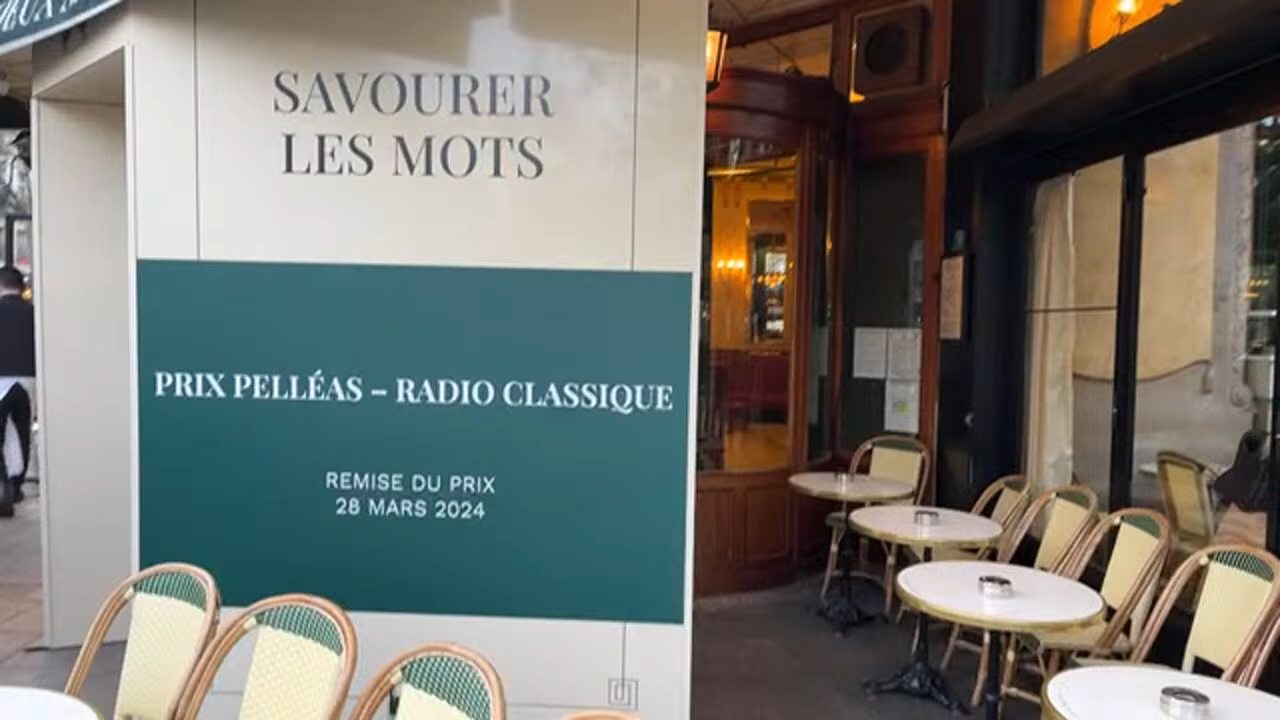 SAVOURER
LES MOTS
PRIX PELLÉAS – RADIO CLASSIQUE
REMISE DU PRIX
28 MARS 2024